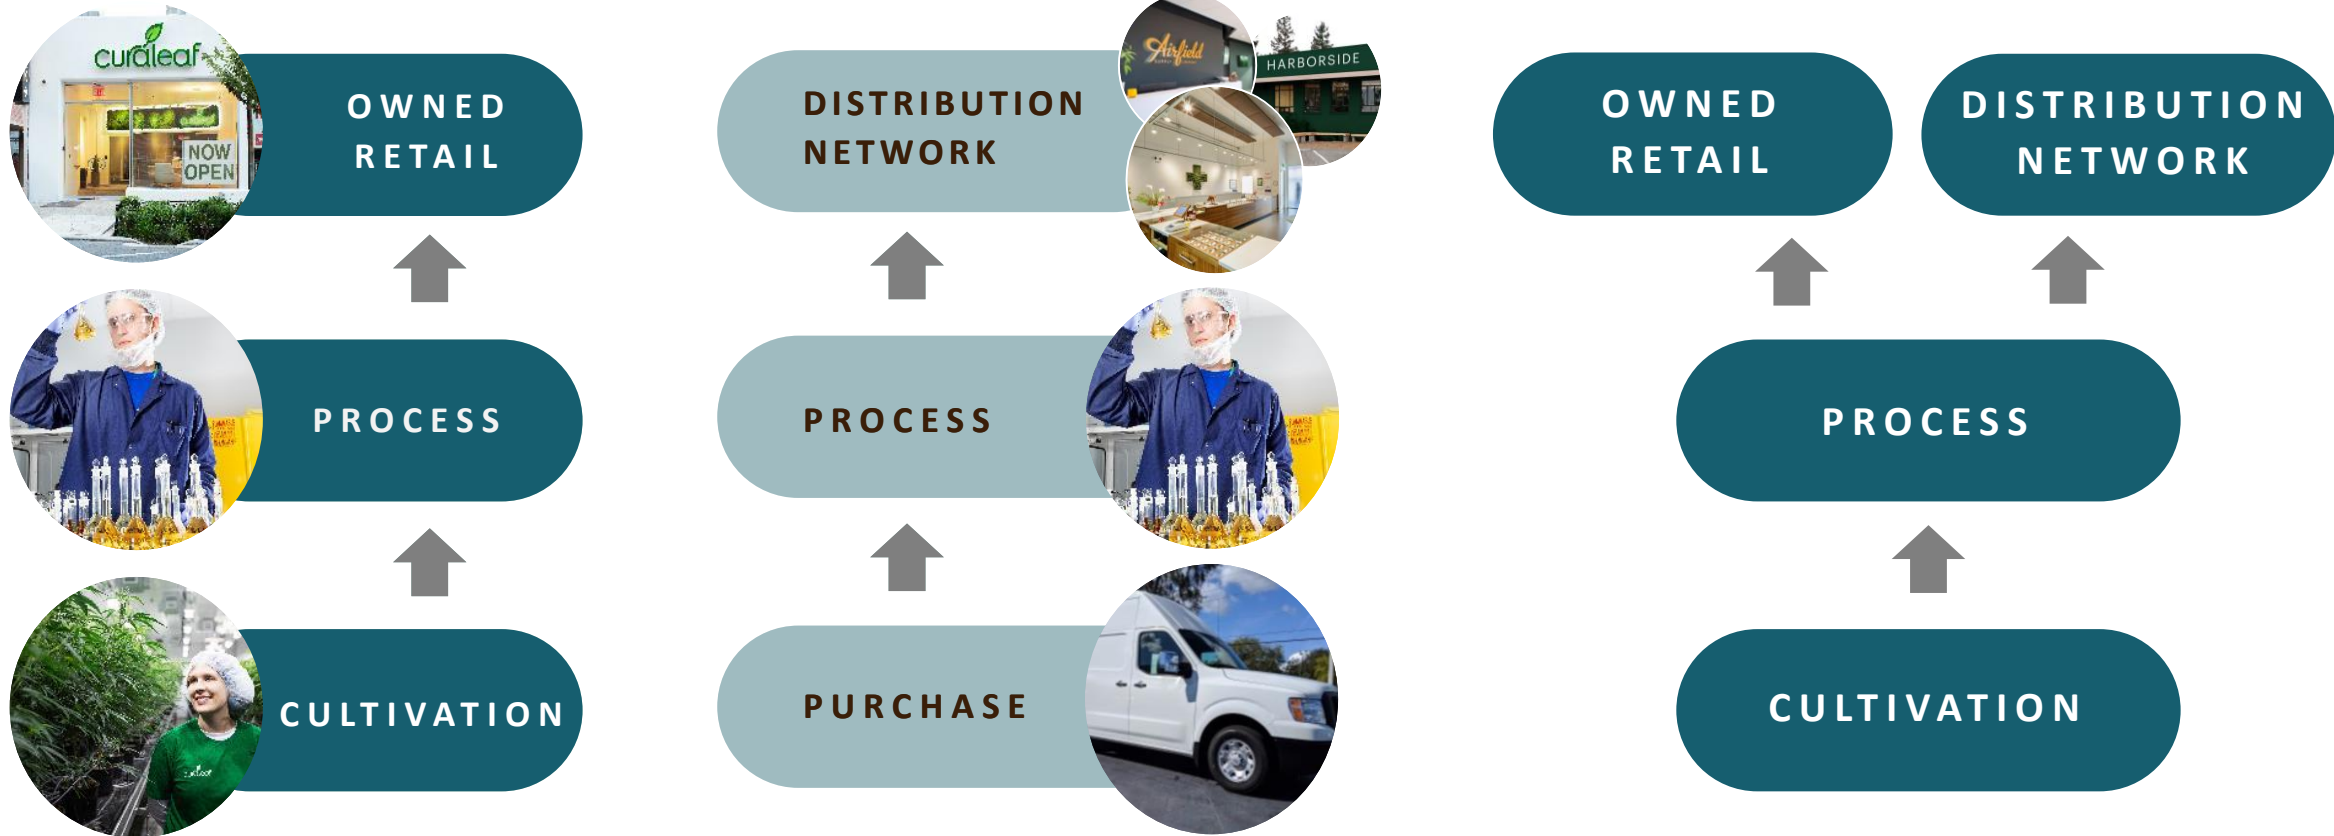 curaleaf
NOW
OPEN
OWNED
RETAIL
PROCESS
CULTIVATION
curaleaf
DISTRIBUTION
NETWORK
Airfield
HARBORSIDE
PROCESS
PURCHASE
OWNED
RETAIL
DISTRIBUTION
NETWORK
PROCESS
CULTIVATION